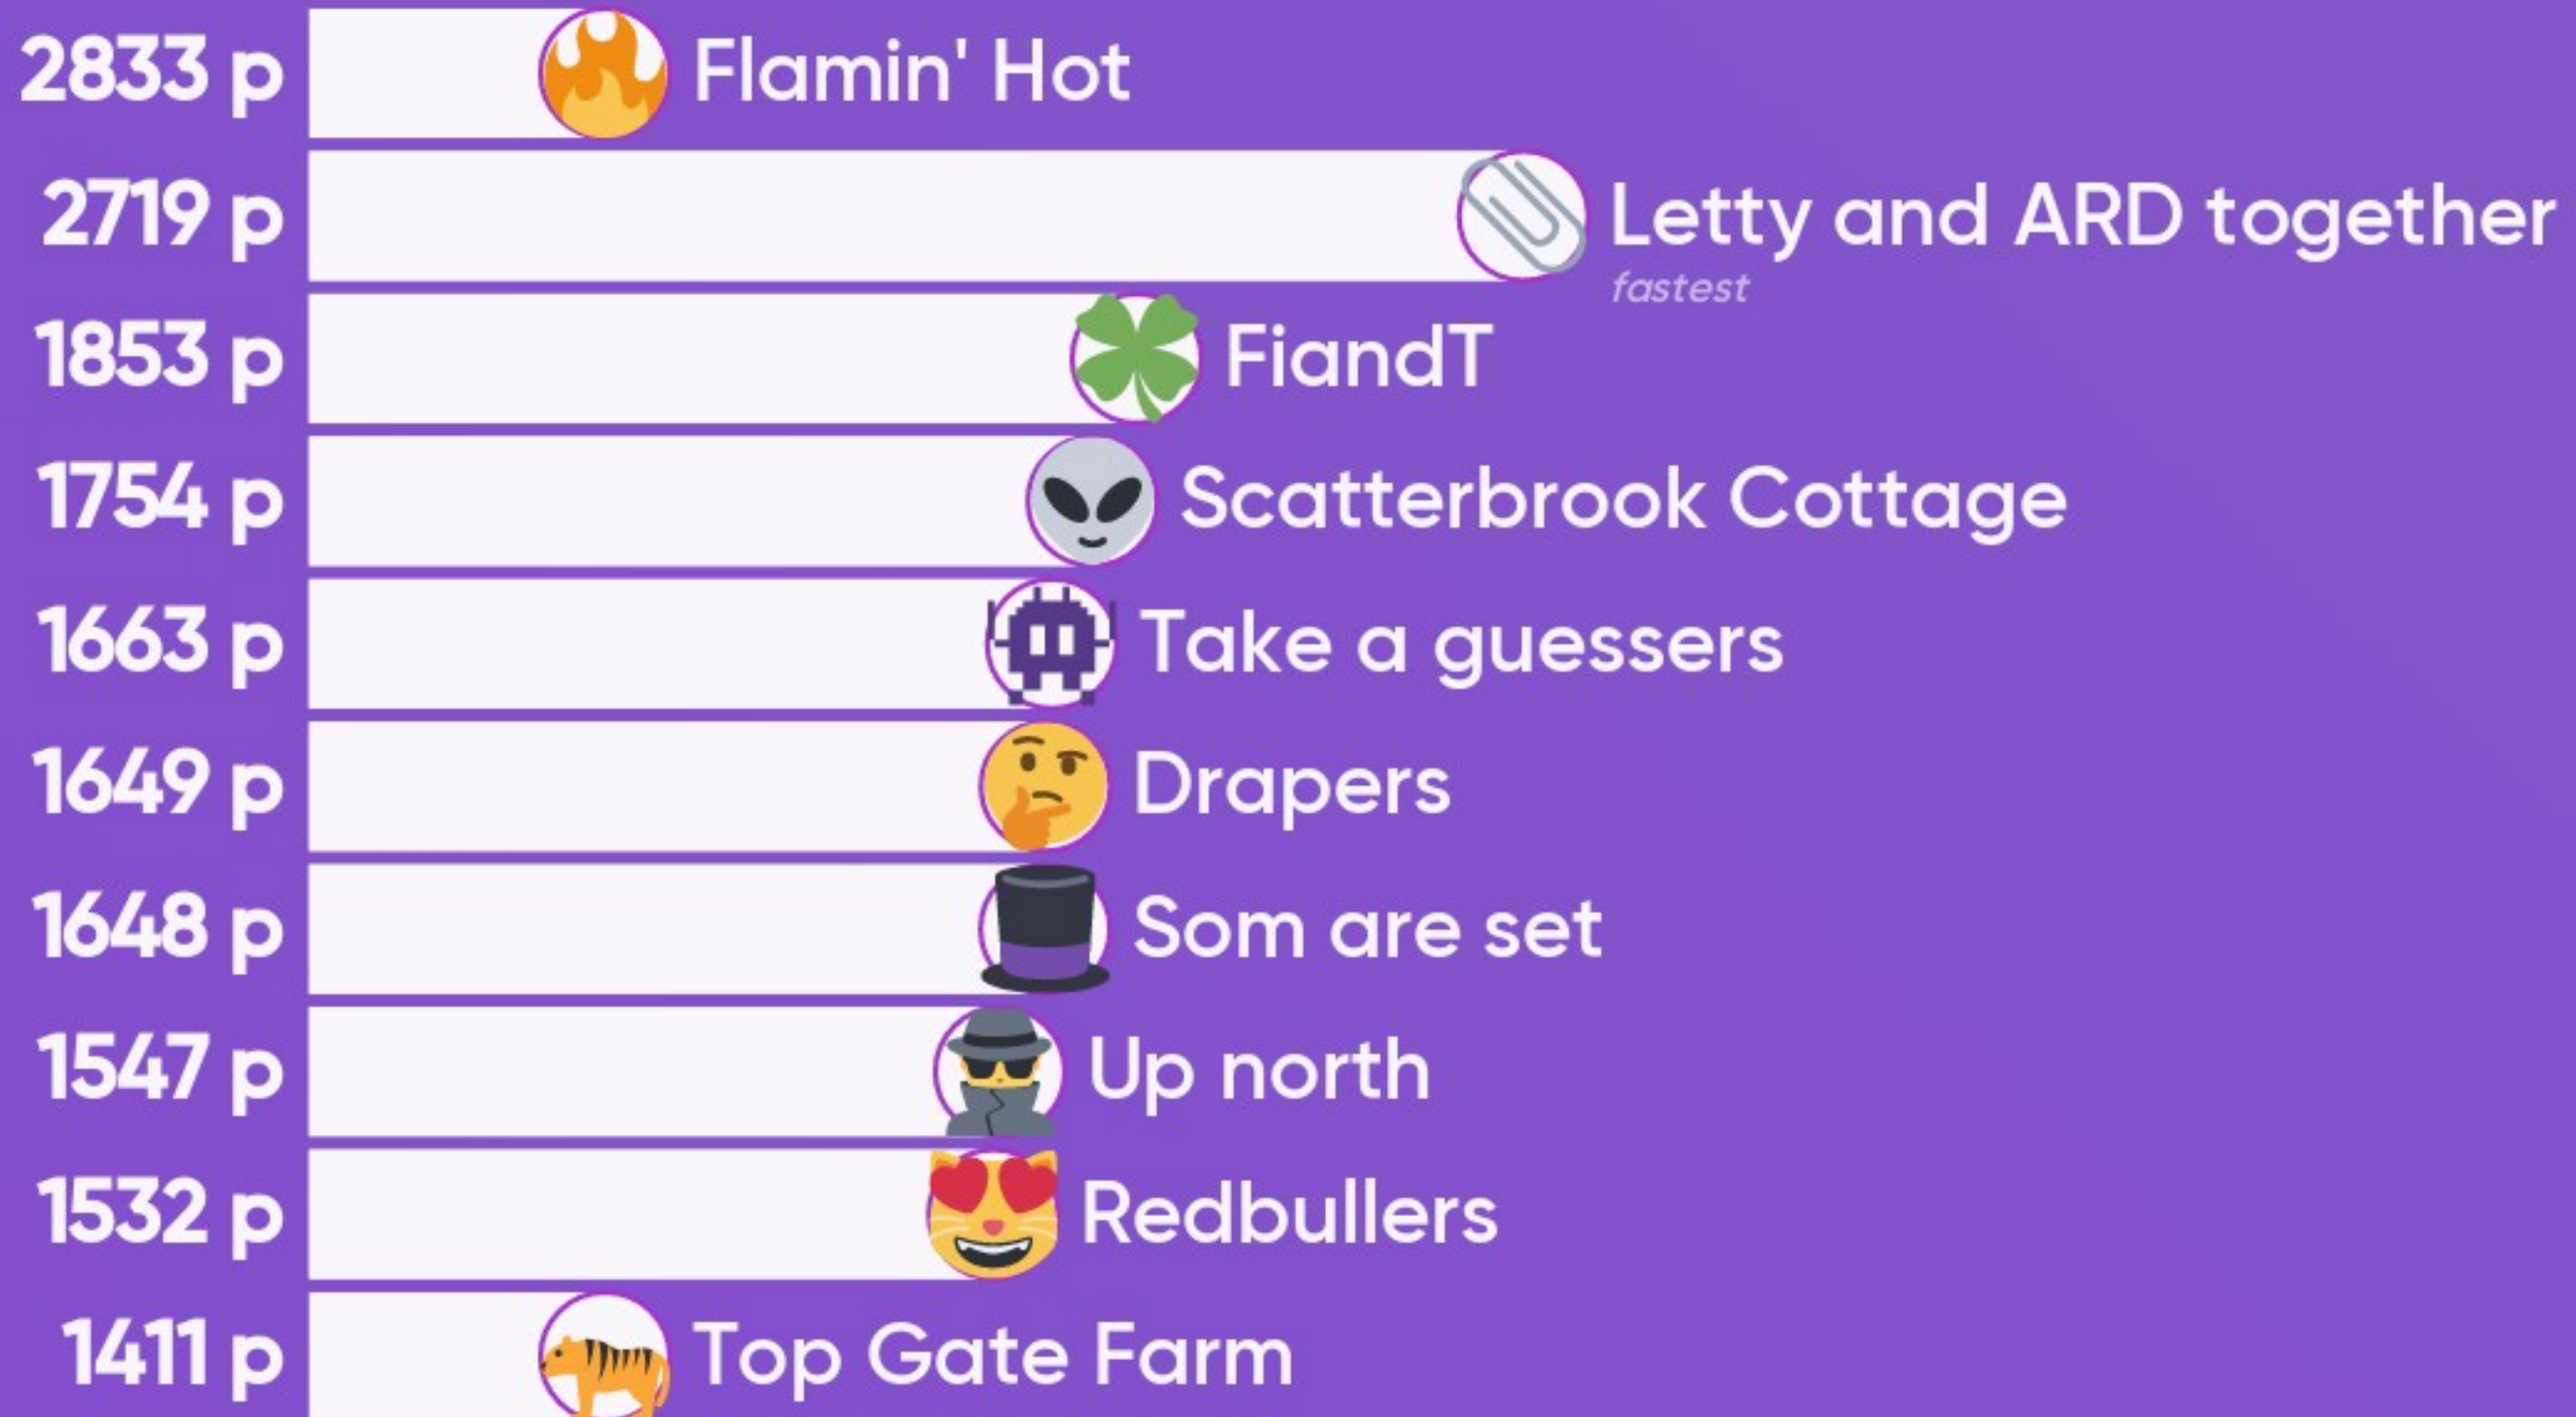 2833 p Flamin' Hot
2719 p Letty and ARD together
fastest
1853 p FiandT
1754 p Scatterbrook Cottage
1663 p Take a guessers
1649 p Drapers
1648 p Som are set
1547 p Up north
1532 p Redbullers
1411 p Top Gate Farm